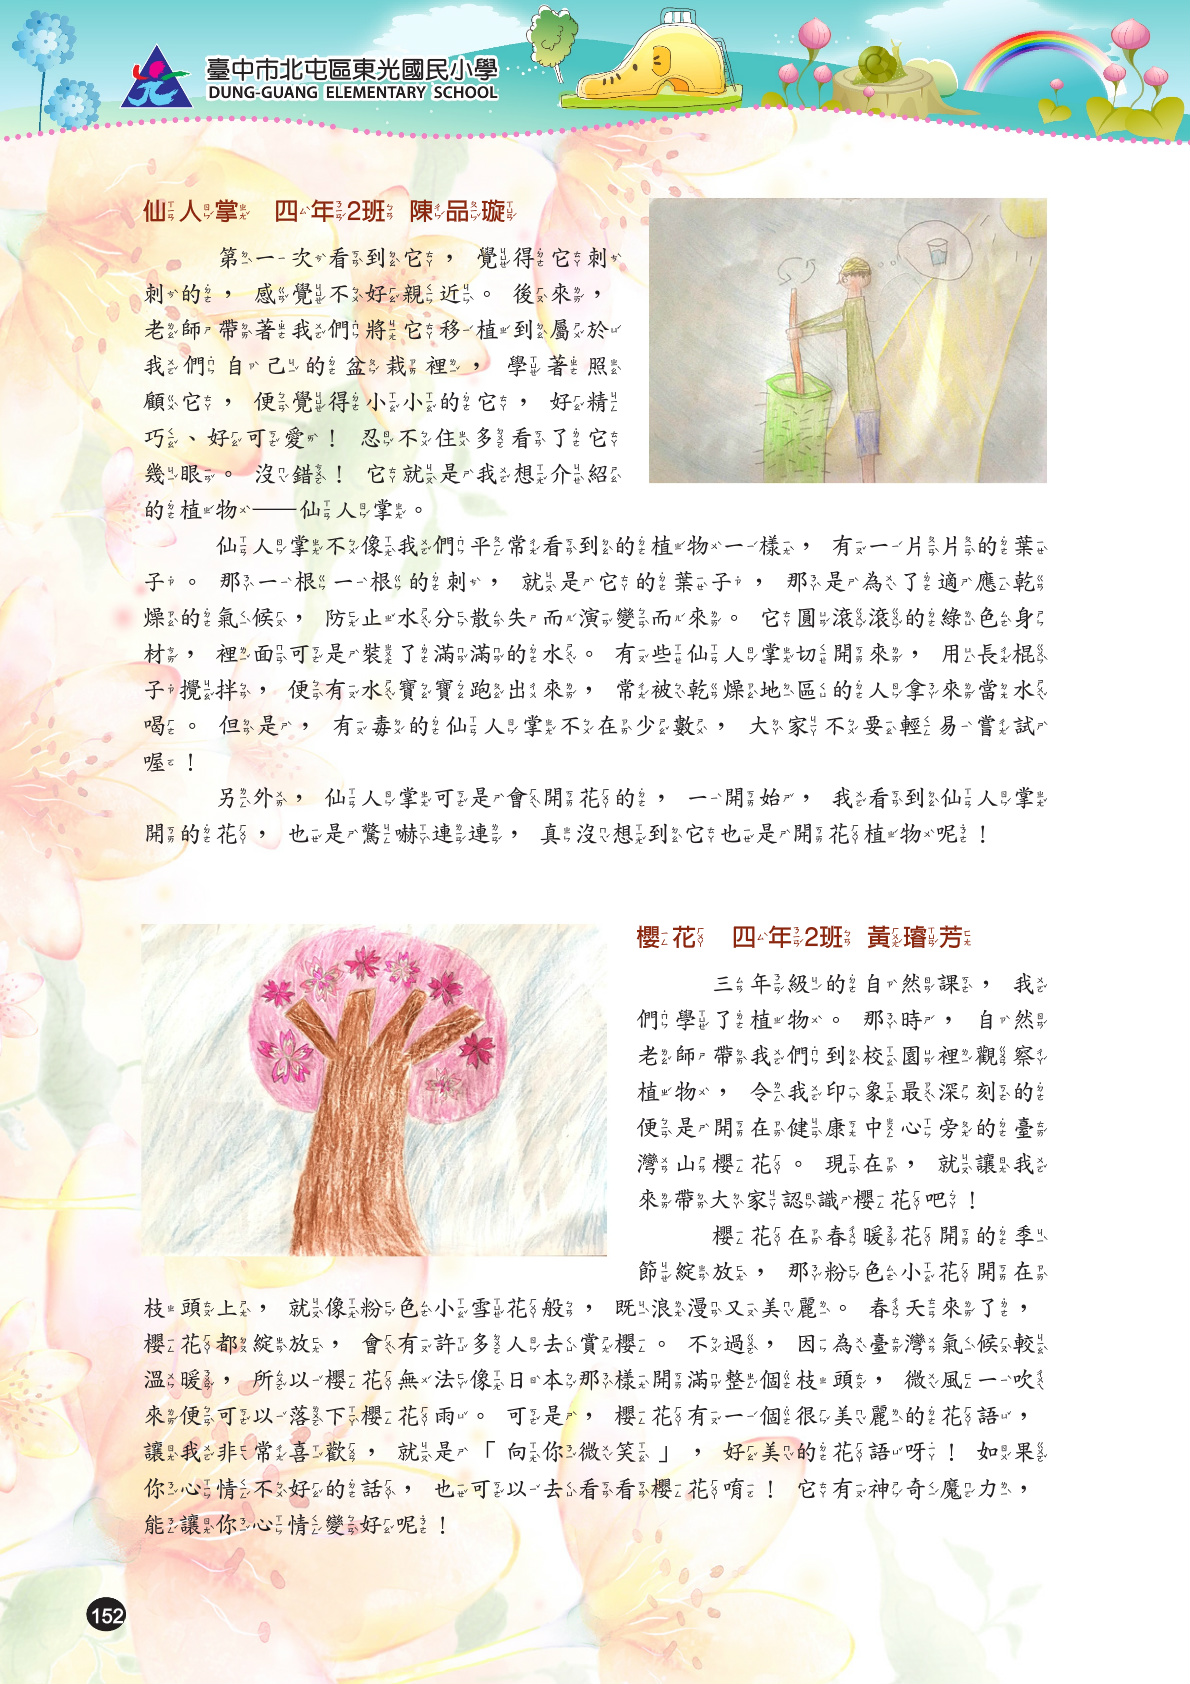 臺中市北屯區東光國民小學
DUNG-GUANG ELEMENTARY SCHOOL
仙人掌 四年2班 陳品璇
第一次看到它，覺得它刺
刺的，感覺不好親近。後來，
老師帶著我們將它移植到屬於
我們自己的盆栽裡，學著照
顧它，便覺得小小的它，好精
巧、好可愛！忍不住多看了它
幾眼。沒錯！它就是我想介紹
的植物——仙人掌。
仙人掌不像我們平常看到的植物一樣，有一片片的葉
子。那一根一根的刺，就是它的葉子，那是為了適應乾
燥的氣候，防止水分散失而演變而來。它圓滾滾的綠色身
材，裡面可是裝了滿滿的水。有些仙人掌切開來，用長棍
子攪拌，便有水寶寶跑出來，常被乾燥地區的人拿來當水
喝。但是，有毒的仙人掌不在少數，大家不要輕易嘗試
喔！
另外，仙人掌可是會開花的，一開始，我看到仙人掌
開的花，也是驚嚇連連，真沒想到它也是開花植物呢！
櫻花 四年2班 黃璿芳
三年級的自然課，我
們學了植物。那時，自然
老師帶我們到校園裡觀察
植物，令我印象最深刻的
便是開在健康中心旁的臺
灣山櫻花。現在，就讓我
來帶大家認識櫻花吧！
櫻花在春暖花開的季
節綻放，那粉色小花開在
枝頭上，就像粉色小雪花般，既浪漫又美麗。春天來了，
櫻花都綻放，會有許多人去賞櫻。不過，因為臺灣氣候較
溫暖，所以櫻花無法像日本那樣開滿整個枝頭，微風一吹
來便可以落下櫻花雨。可是，櫻花有一個很美麗的花語，
讓我非常喜歡，就是「向你微笑」，好美的花語呀！如果
你心情不好的話，也可以去看看櫻花唷！它有神奇魔力，
能讓你心情變好呢！
152